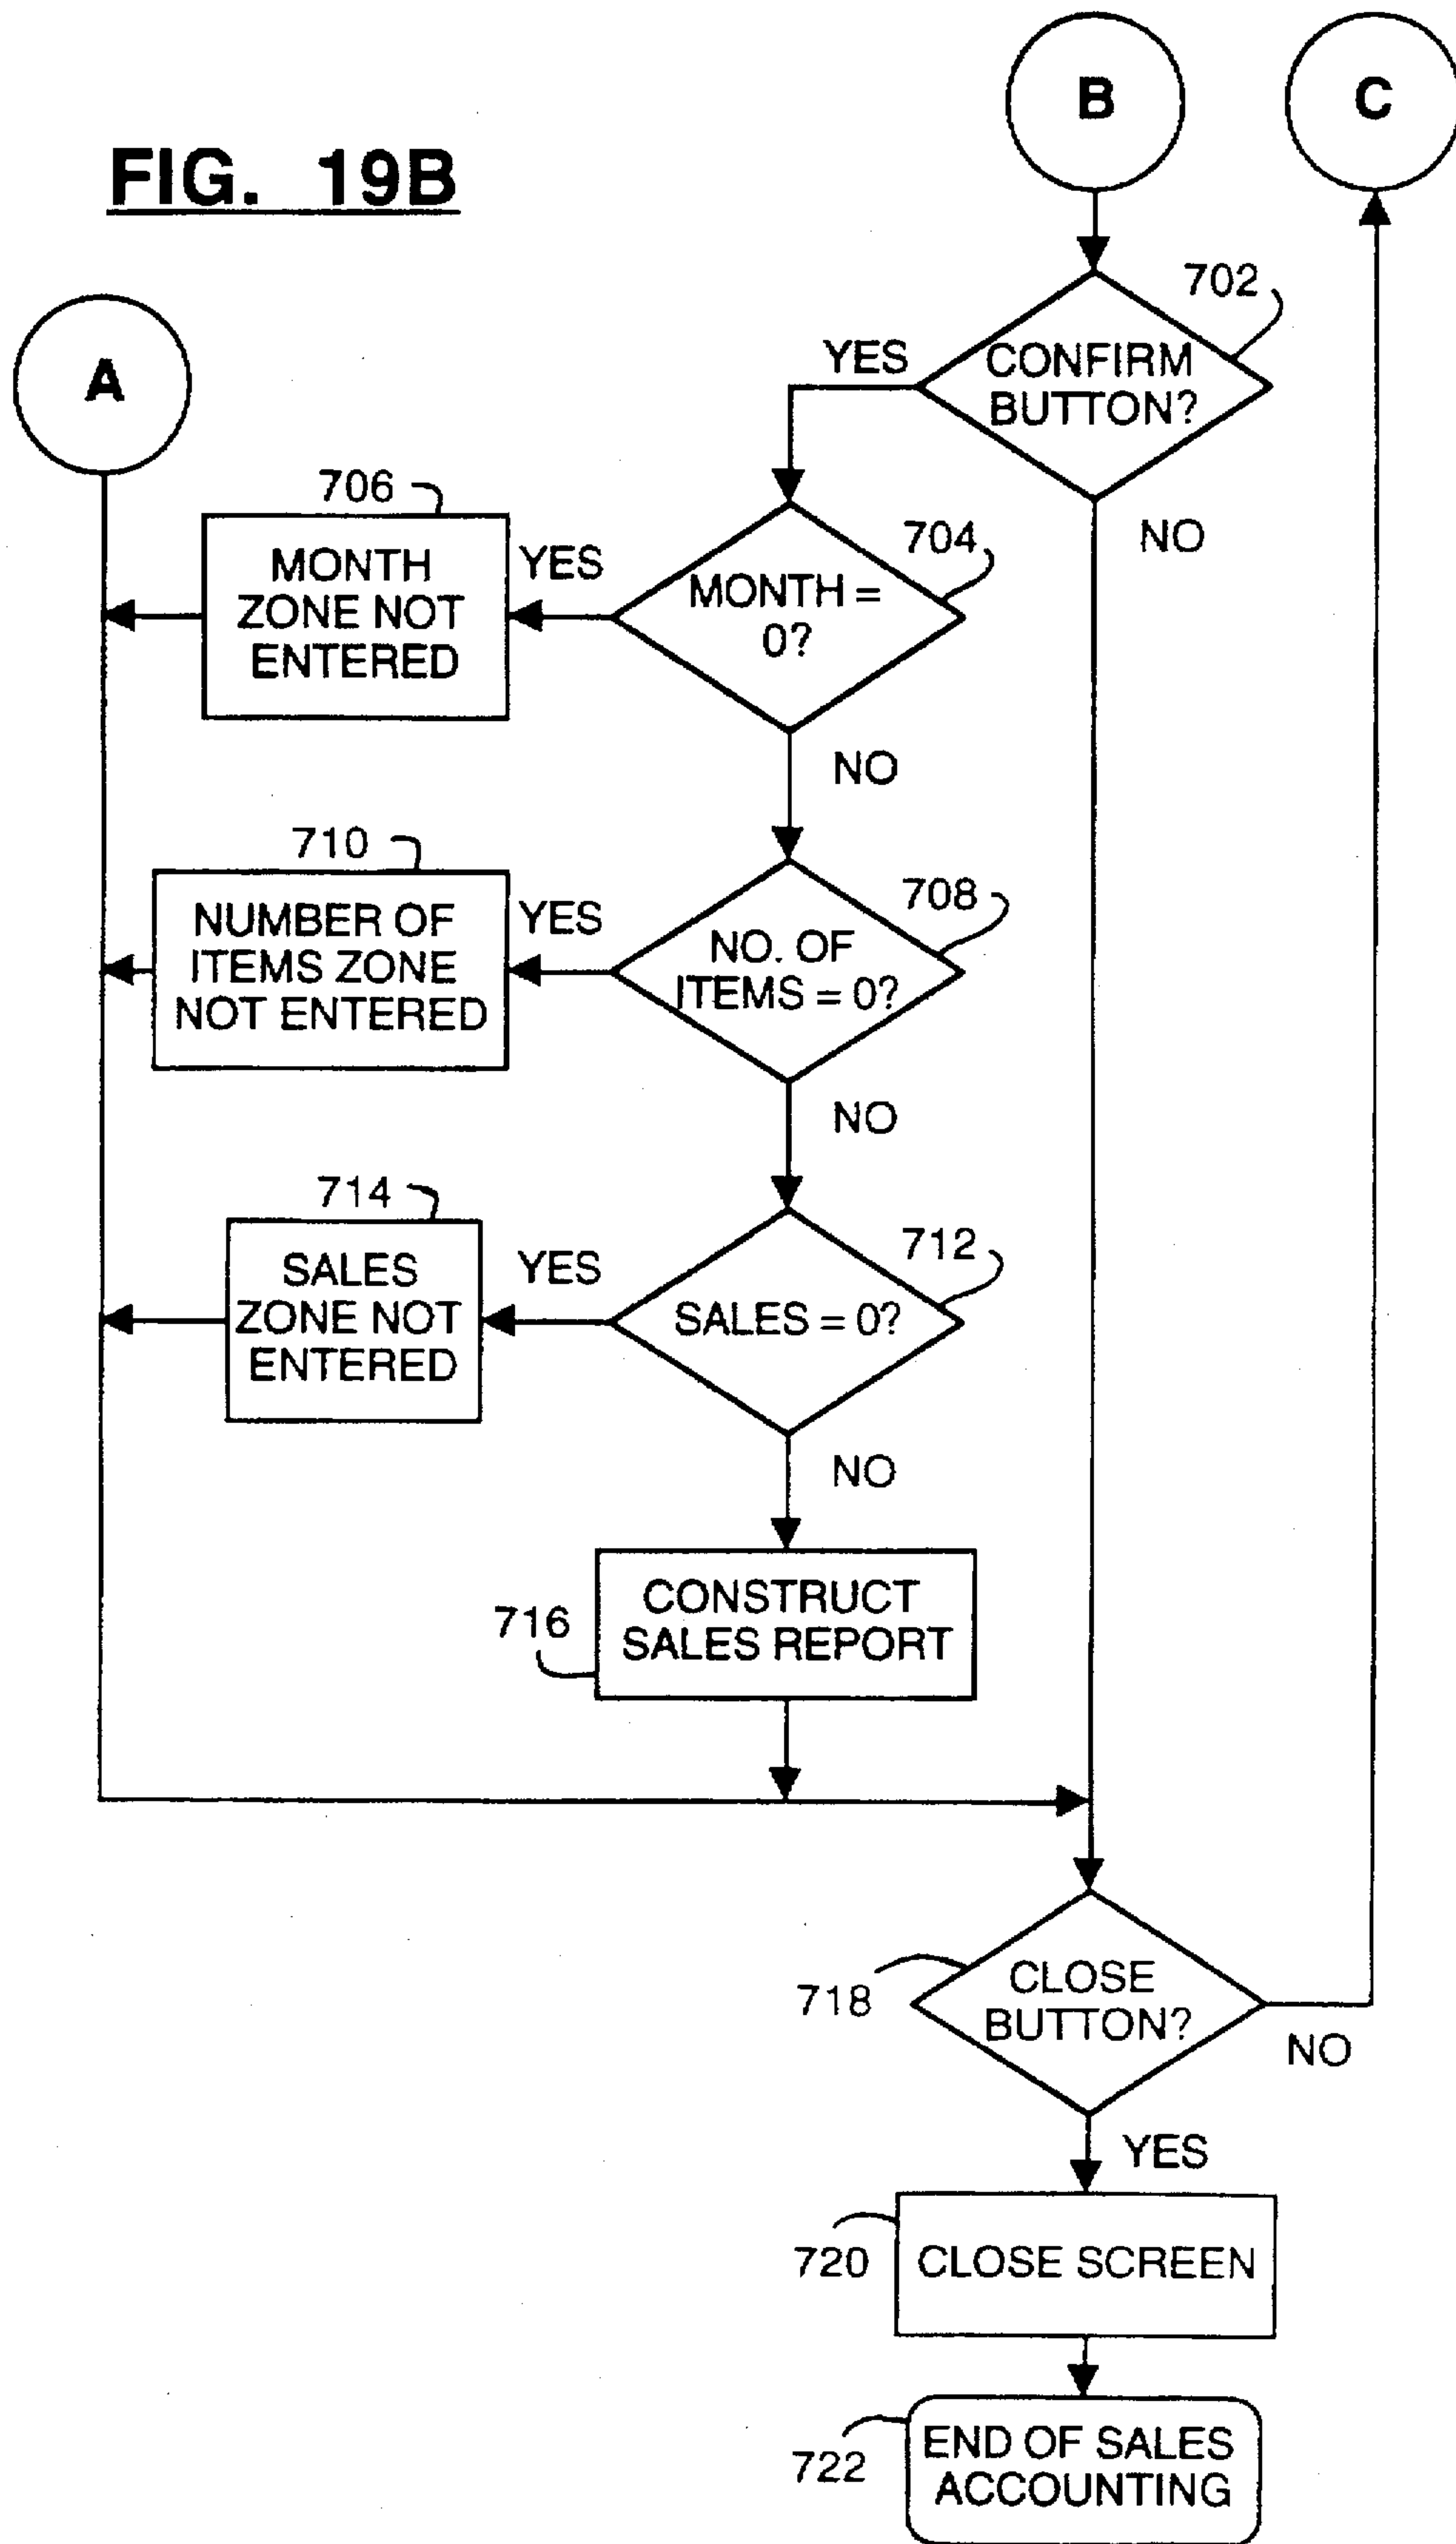 B
C
FIG. 19B
702
A
YES
CONFIRM
BUTTON?
706
NO
MONTH
ZONE NOT
ENTERED
YES
704
MONTH =
0?
NO
710
NUMBER OF
ITEMS ZONE
NOT ENTERED
YES
708
NO. OF
ITEMS = 0?
NO
714
SALES
ZONE NOT
ENTERED
YES
712
SALES = 0?
NO
716
CONSTRUCT
SALES REPORT
718
CLOSE
BUTTON?
NO
YES
720
CLOSE SCREEN
722
END OF SALES
ACCOUNTING